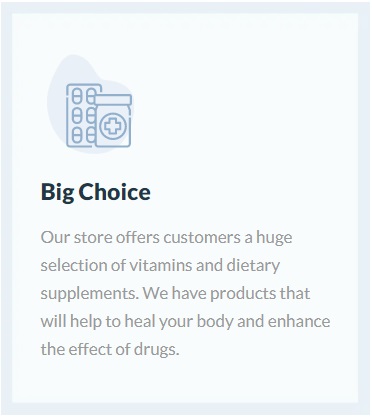 Big Choice
Our store offers customers a huge
selection of vitamins and dietary
supplements. We have products that
will help to heal your body and enhance
the effect of drugs.